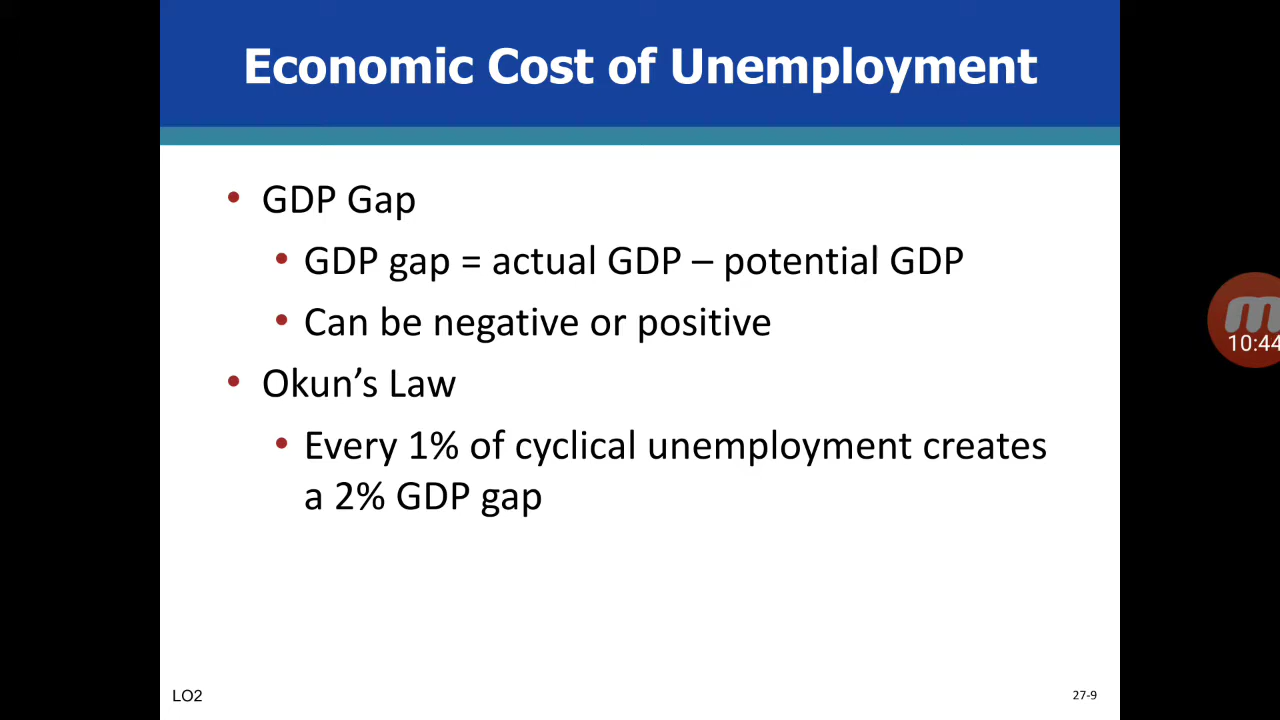 Economic Cost of Unemployment
• GDP Gap
• GDP gap = actual GDP – potential GDP
• Can be negative or positive
• Okun’s Law
• Every 1% of cyclical unemployment creates
a 2% GDP gap
10:44
LO2
27-9